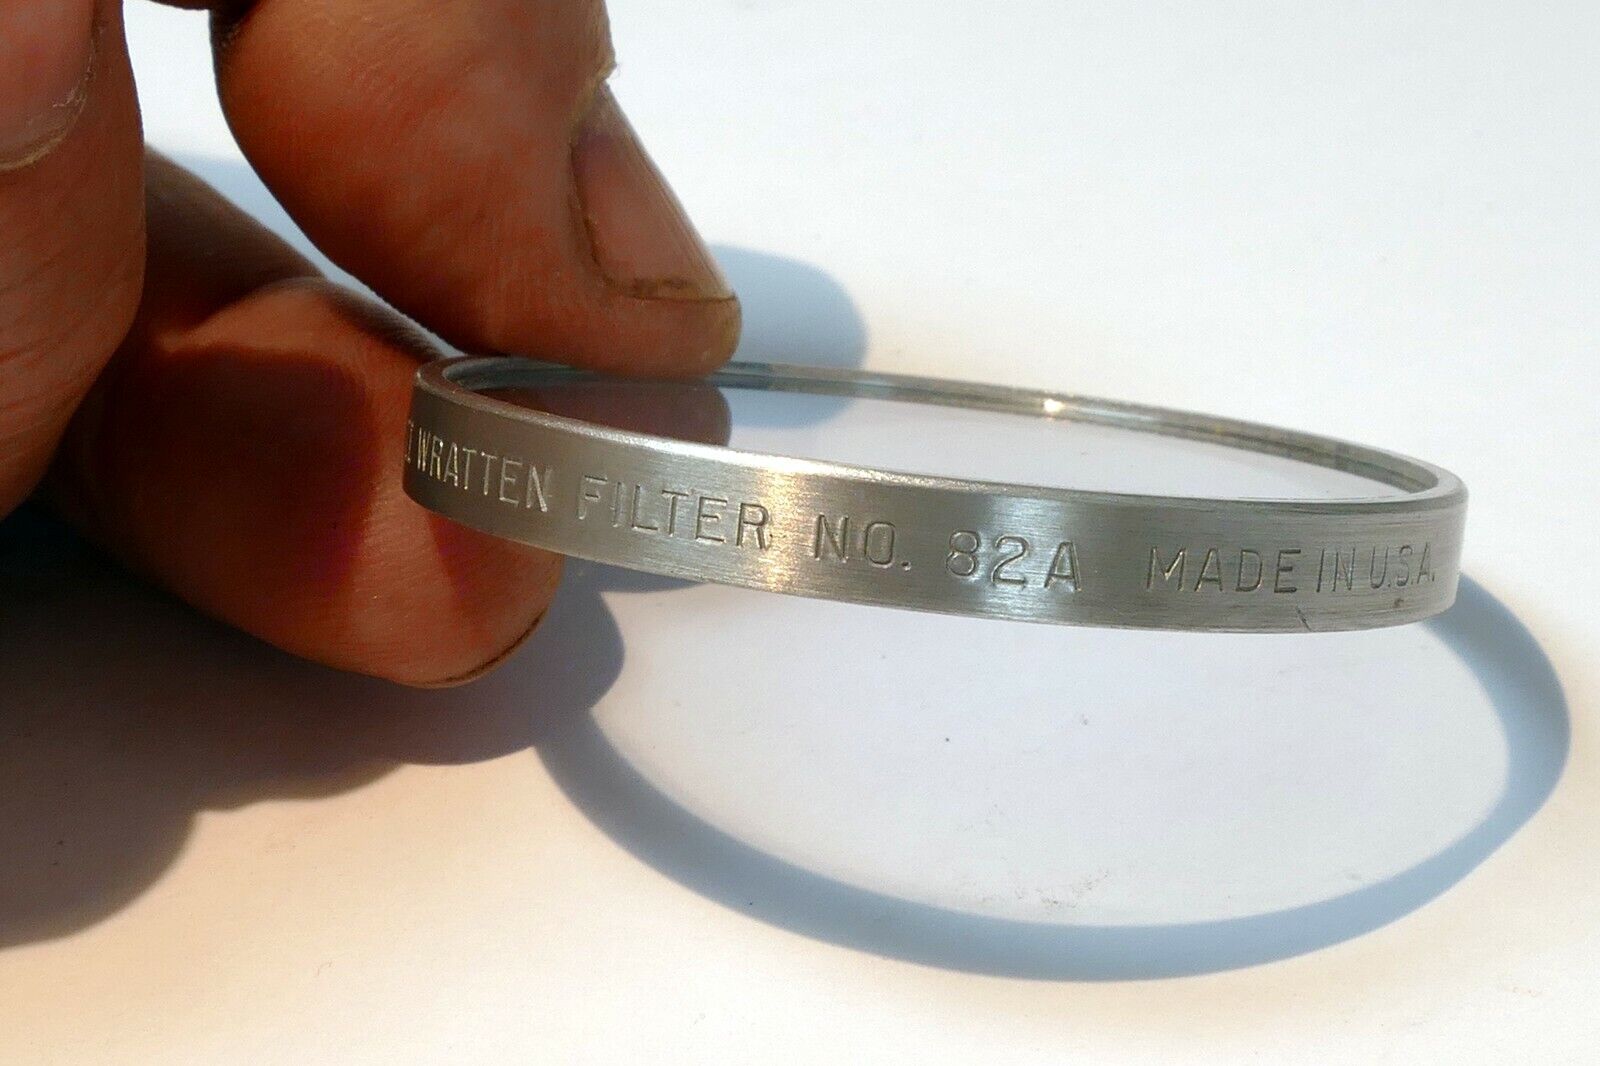 WRATTEN FILTER NO. 82A MADE IN U.S.A.